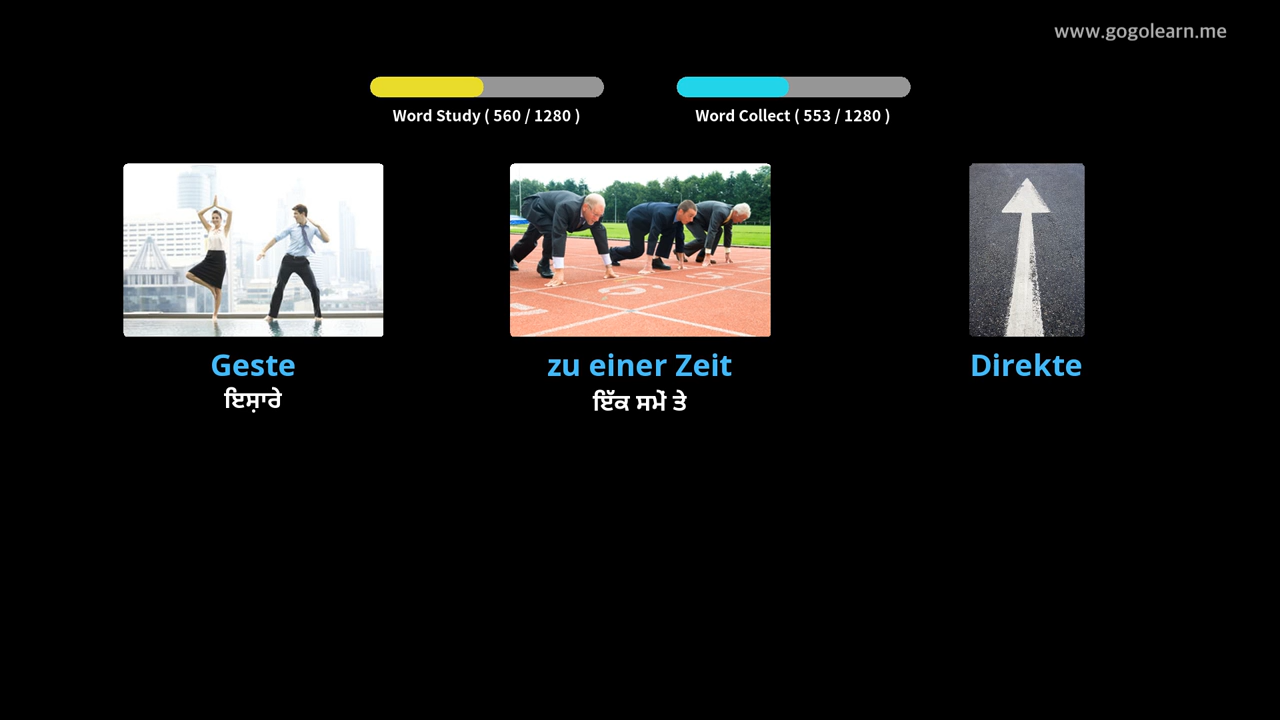 www.gogolearn.me
Word Study ( 560 / 1280 )
Word Collect ( 553 / 1280 )
Geste
zu einer Zeit
Direkte
ਇਸ਼ਾਰੇ
ਇੱਕ ਸਮੇਂ ਤੇ